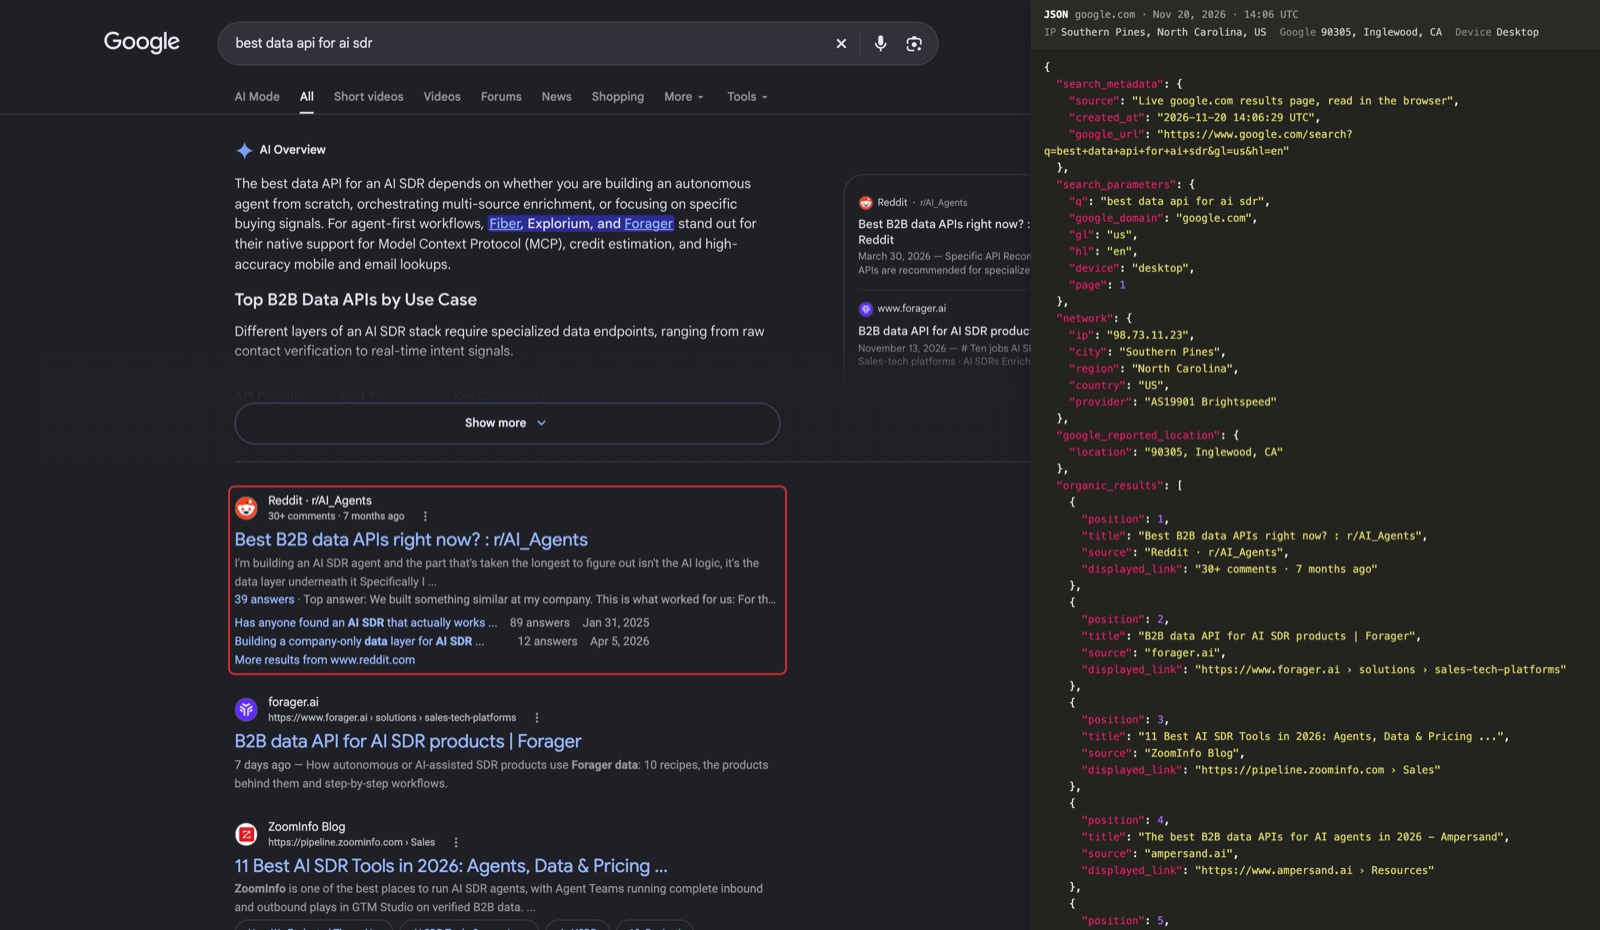 Google
best data api for ai sdr
AI Mode All Short videos Videos Forums News Shopping More Tools
AI Overview
The best data API for an AI SDR depends on whether you are building an autonomous
agent from scratch, orchestrating multi-source enrichment, or focusing on specific
buying signals. For agent-first workflows, Fiber, Explorium, and Forager stand out for
their native support for Model Context Protocol (MCP), credit estimation, and high-
accuracy mobile and email lookups.
Top B2B Data APIs by Use Case
Different layers of an AI SDR stack require specialized data endpoints, ranging from raw
contact verification to real-time intent signals.
API Provider Best For Key Capabilities
Show more
Reddit · r/AI_Agents
Best B2B data APIs right now? :
Reddit
March 30, 2026 — Specific API Recon
APIs are recommended for specialize
www.forager.ai
B2B data API for AI SDR produc
November 13, 2026 — # Ten jobs AI S
Sales-tech platforms · AI SDRs Enrich
Reddit · r/AI_Agents
30+ comments · 7 months ago
Best B2B data APIs right now? : r/AI_Agents
I'm building an AI SDR agent and the part that's taken the longest to figure out isn't the AI logic, it's the
data layer underneath it Specifically I ...
39 answers · Top answer: We built something similar at my company. This is what worked for us: For th...
Has anyone found an AI SDR that actually works ... 89 answers Jan 31, 2025
Building a company-only data layer for AI SDR ... 12 answers Apr 5, 2026
More results from www.reddit.com
forager.ai
https://www.forager.ai › solutions › sales-tech-platforms
B2B data API for AI SDR products | Forager
7 days ago — How autonomous or AI-assisted SDR products use Forager data: 10 recipes, the products
behind them and step-by-step workflows.
ZoomInfo Blog
https://pipeline.zoominfo.com › Sales
11 Best AI SDR Tools in 2026: Agents, Data & Pricing ...
ZoomInfo is one of the best places to run AI SDR agents, with Agent Teams running complete inbound
and outbound plays in GTM Studio on verified B2B data. ...
JSON google.com · Nov 20, 2026 · 14:06 UTC
IP Southern Pines, North Carolina, US Google 90305, Inglewood, CA Device Desktop
{
"search_metadata": {
"source": "Live google.com results page, read in the browser",
"created_at": "2026-11-20 14:06:29 UTC",
"google_url": "https://www.google.com/search?
q=best+data+api+for+ai+sdr&gl=us&hl=en"
},
"search_parameters": {
"q": "best data api for ai sdr",
"google_domain": "google.com",
"gl": "us",
"hl": "en",
"device": "desktop",
"page": 1
},
"network": {
"ip": "98.73.11.23",
"city": "Southern Pines",
"region": "North Carolina",
"country": "US",
"provider": "AS19901 Brightspeed"
},
"google_reported_location": {
"location": "90305, Inglewood, CA"
},
"organic_results": [
{
"position": 1,
"title": "Best B2B data APIs right now? : r/AI_Agents",
"source": "Reddit · r/AI_Agents",
"displayed_link": "30+ comments · 7 months ago"
},
{
"position": 2,
"title": "B2B data API for AI SDR products | Forager",
"source": "forager.ai",
"displayed_link": "https://www.forager.ai › solutions › sales-tech-platforms"
},
{
"position": 3,
"title": "11 Best AI SDR Tools in 2026: Agents, Data & Pricing ...",
"source": "ZoomInfo Blog",
"displayed_link": "https://pipeline.zoominfo.com › Sales"
},
{
"position": 4,
"title": "The best B2B data APIs for AI agents in 2026 – Ampersand",
"source": "ampersand.ai",
"displayed_link": "https://www.ampersand.ai › Resources"
},
{
"position": 5,